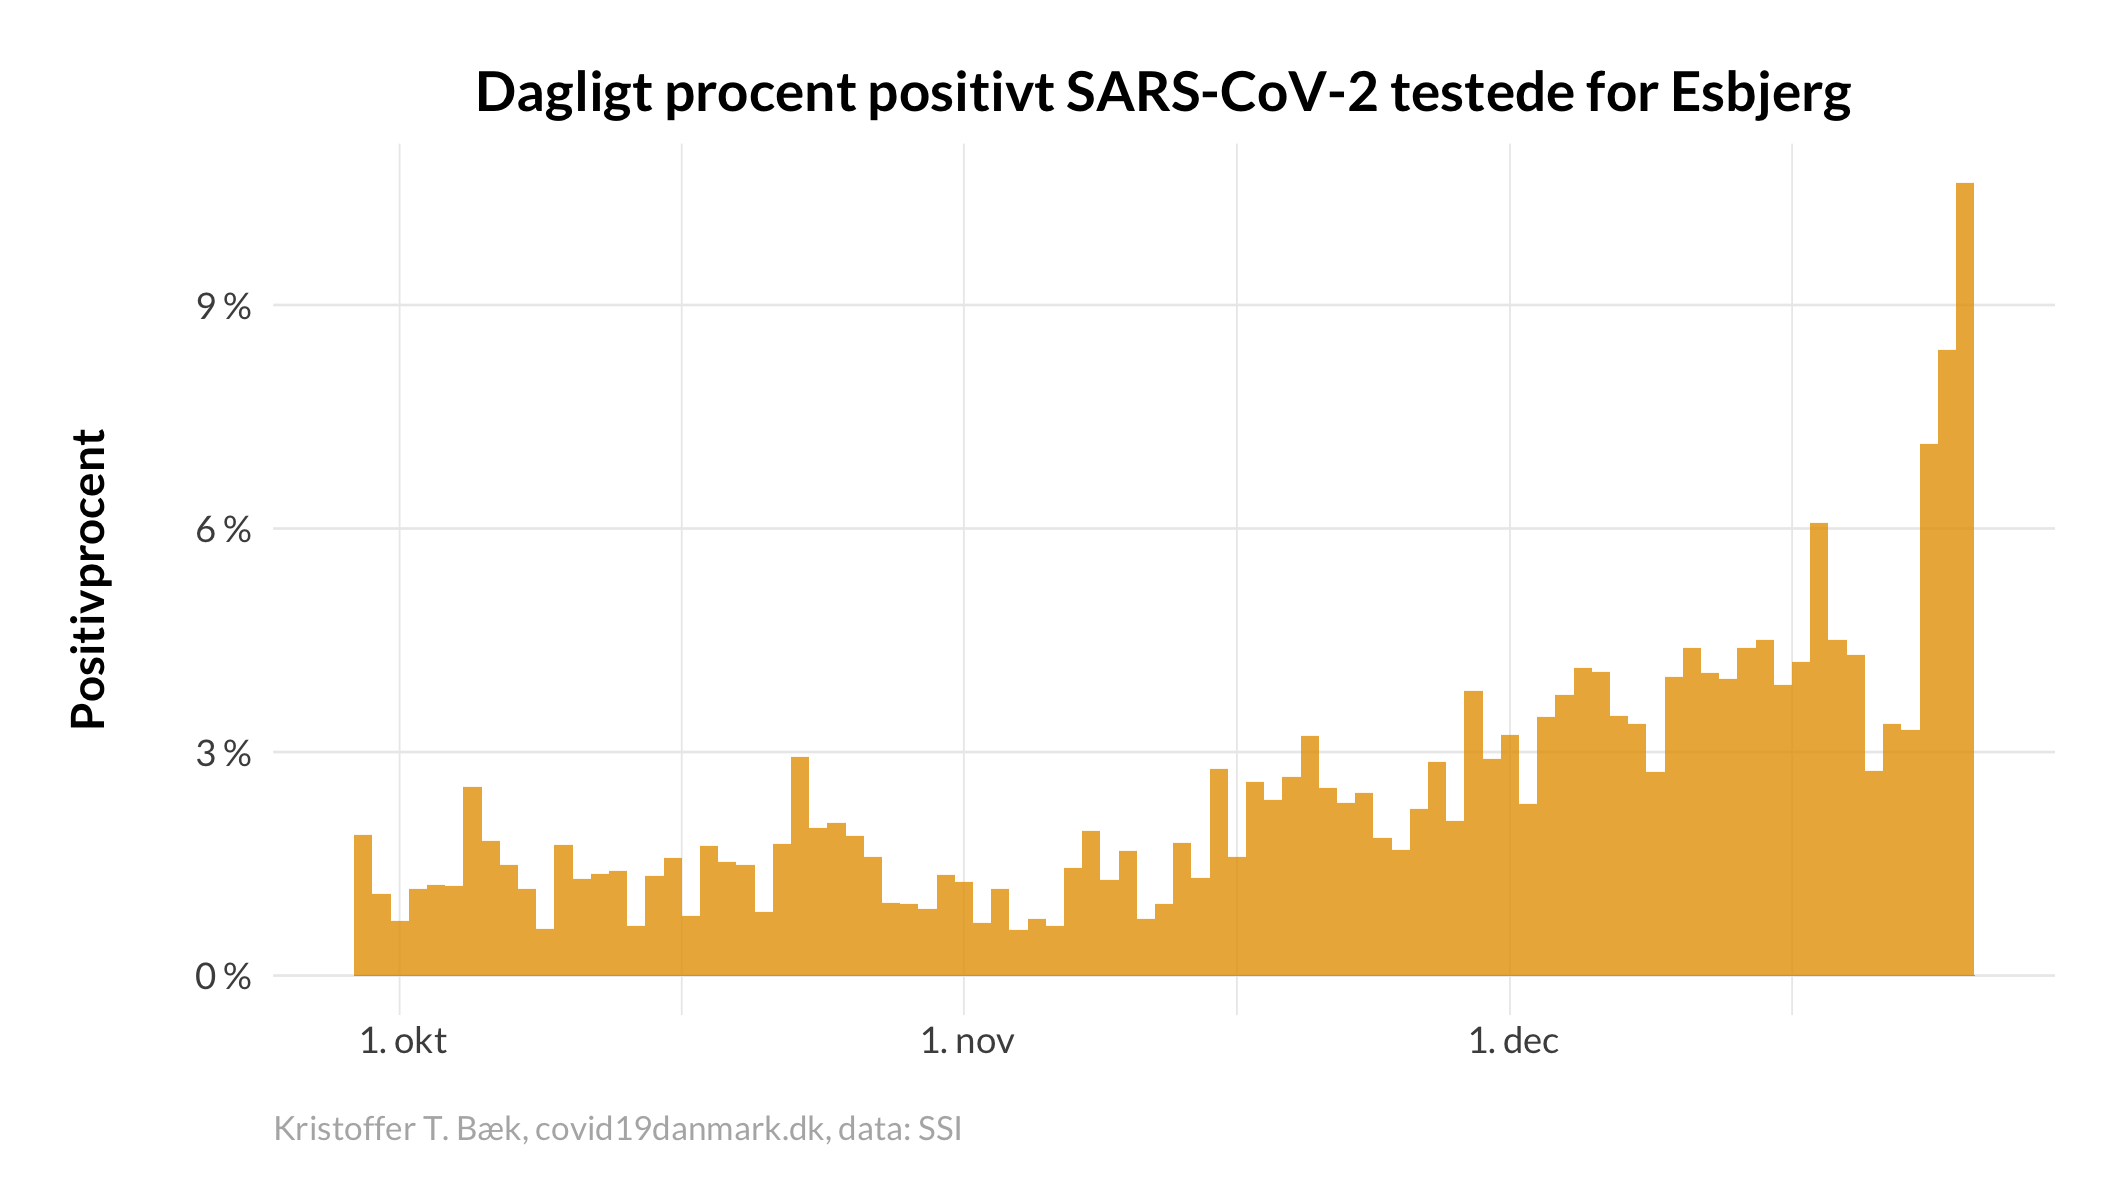 Dagligt procent positivt SARS-CoV-2 testede for Esbjerg
Positivprocent
9 %
6 %
3 %
0 %
1. okt
1. nov
1. dec
Kristoffer T. Bæk, covid19danmark.dk, data: SSI